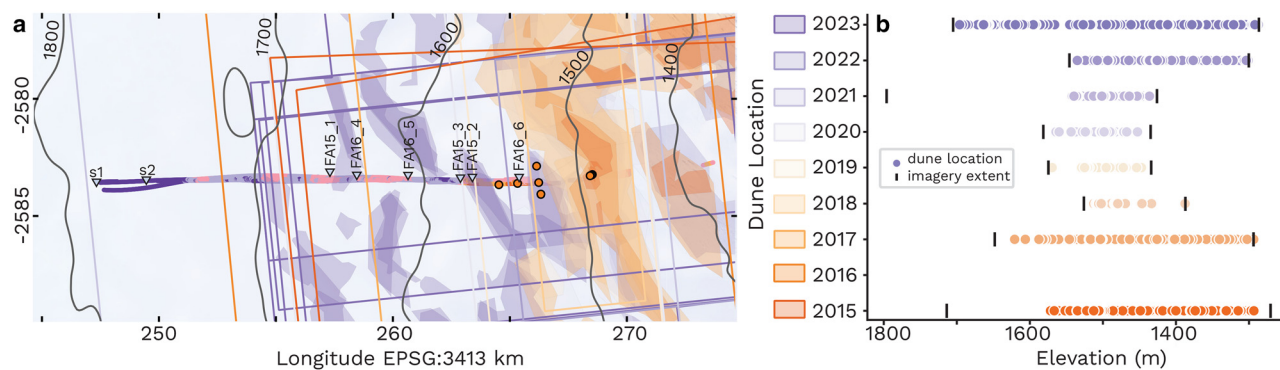 a
1800
1700
1600
1500
1400
-2580
-2585
s1
s2
FA15_1
FA16_4
FA16_5
FA15_3
FA15_2
FA16_6
250
260
270
Longitude EPSG:3413 km
Dune Location
2023
2022
2021
2020
2019
2018
2017
2016
2015
b
dune location
imagery extent
1800
1600
1400
Elevation (m)